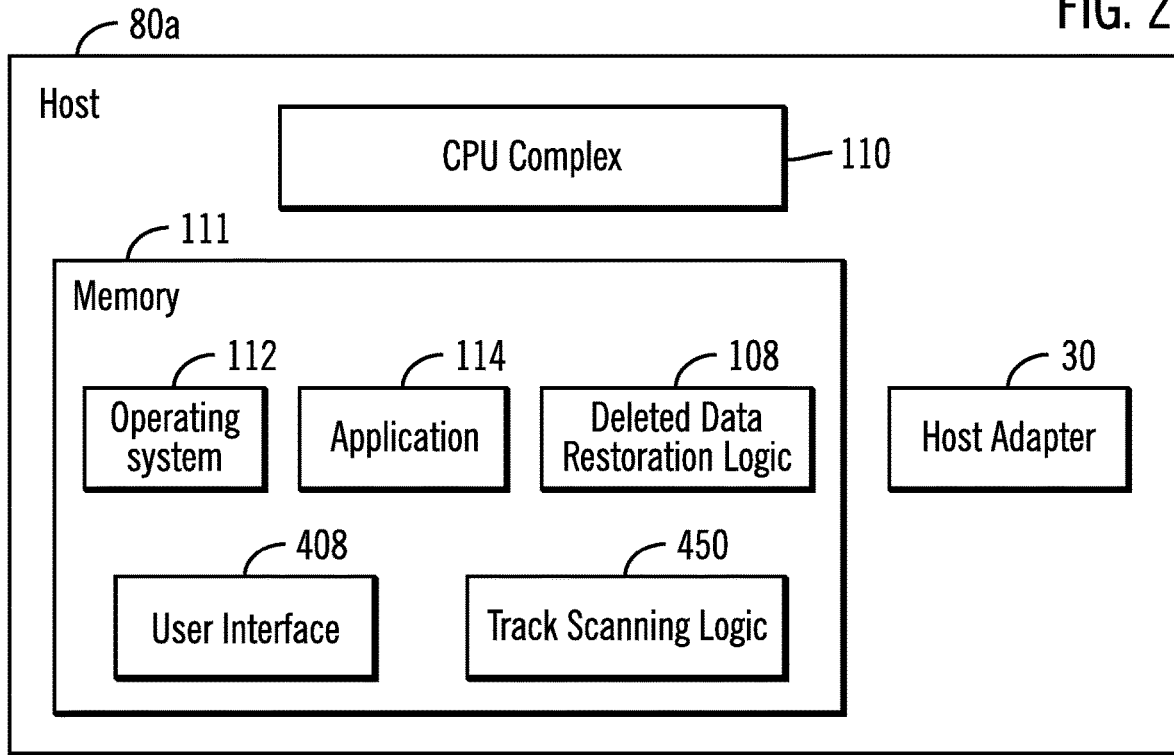 FIG. 2
80a
Host
CPU Complex
110
111
Memory
112
114
108
30
Operating
system
Application
Deleted Data
Restoration Logic
Host Adapter
408
450
User Interface
Track Scanning Logic